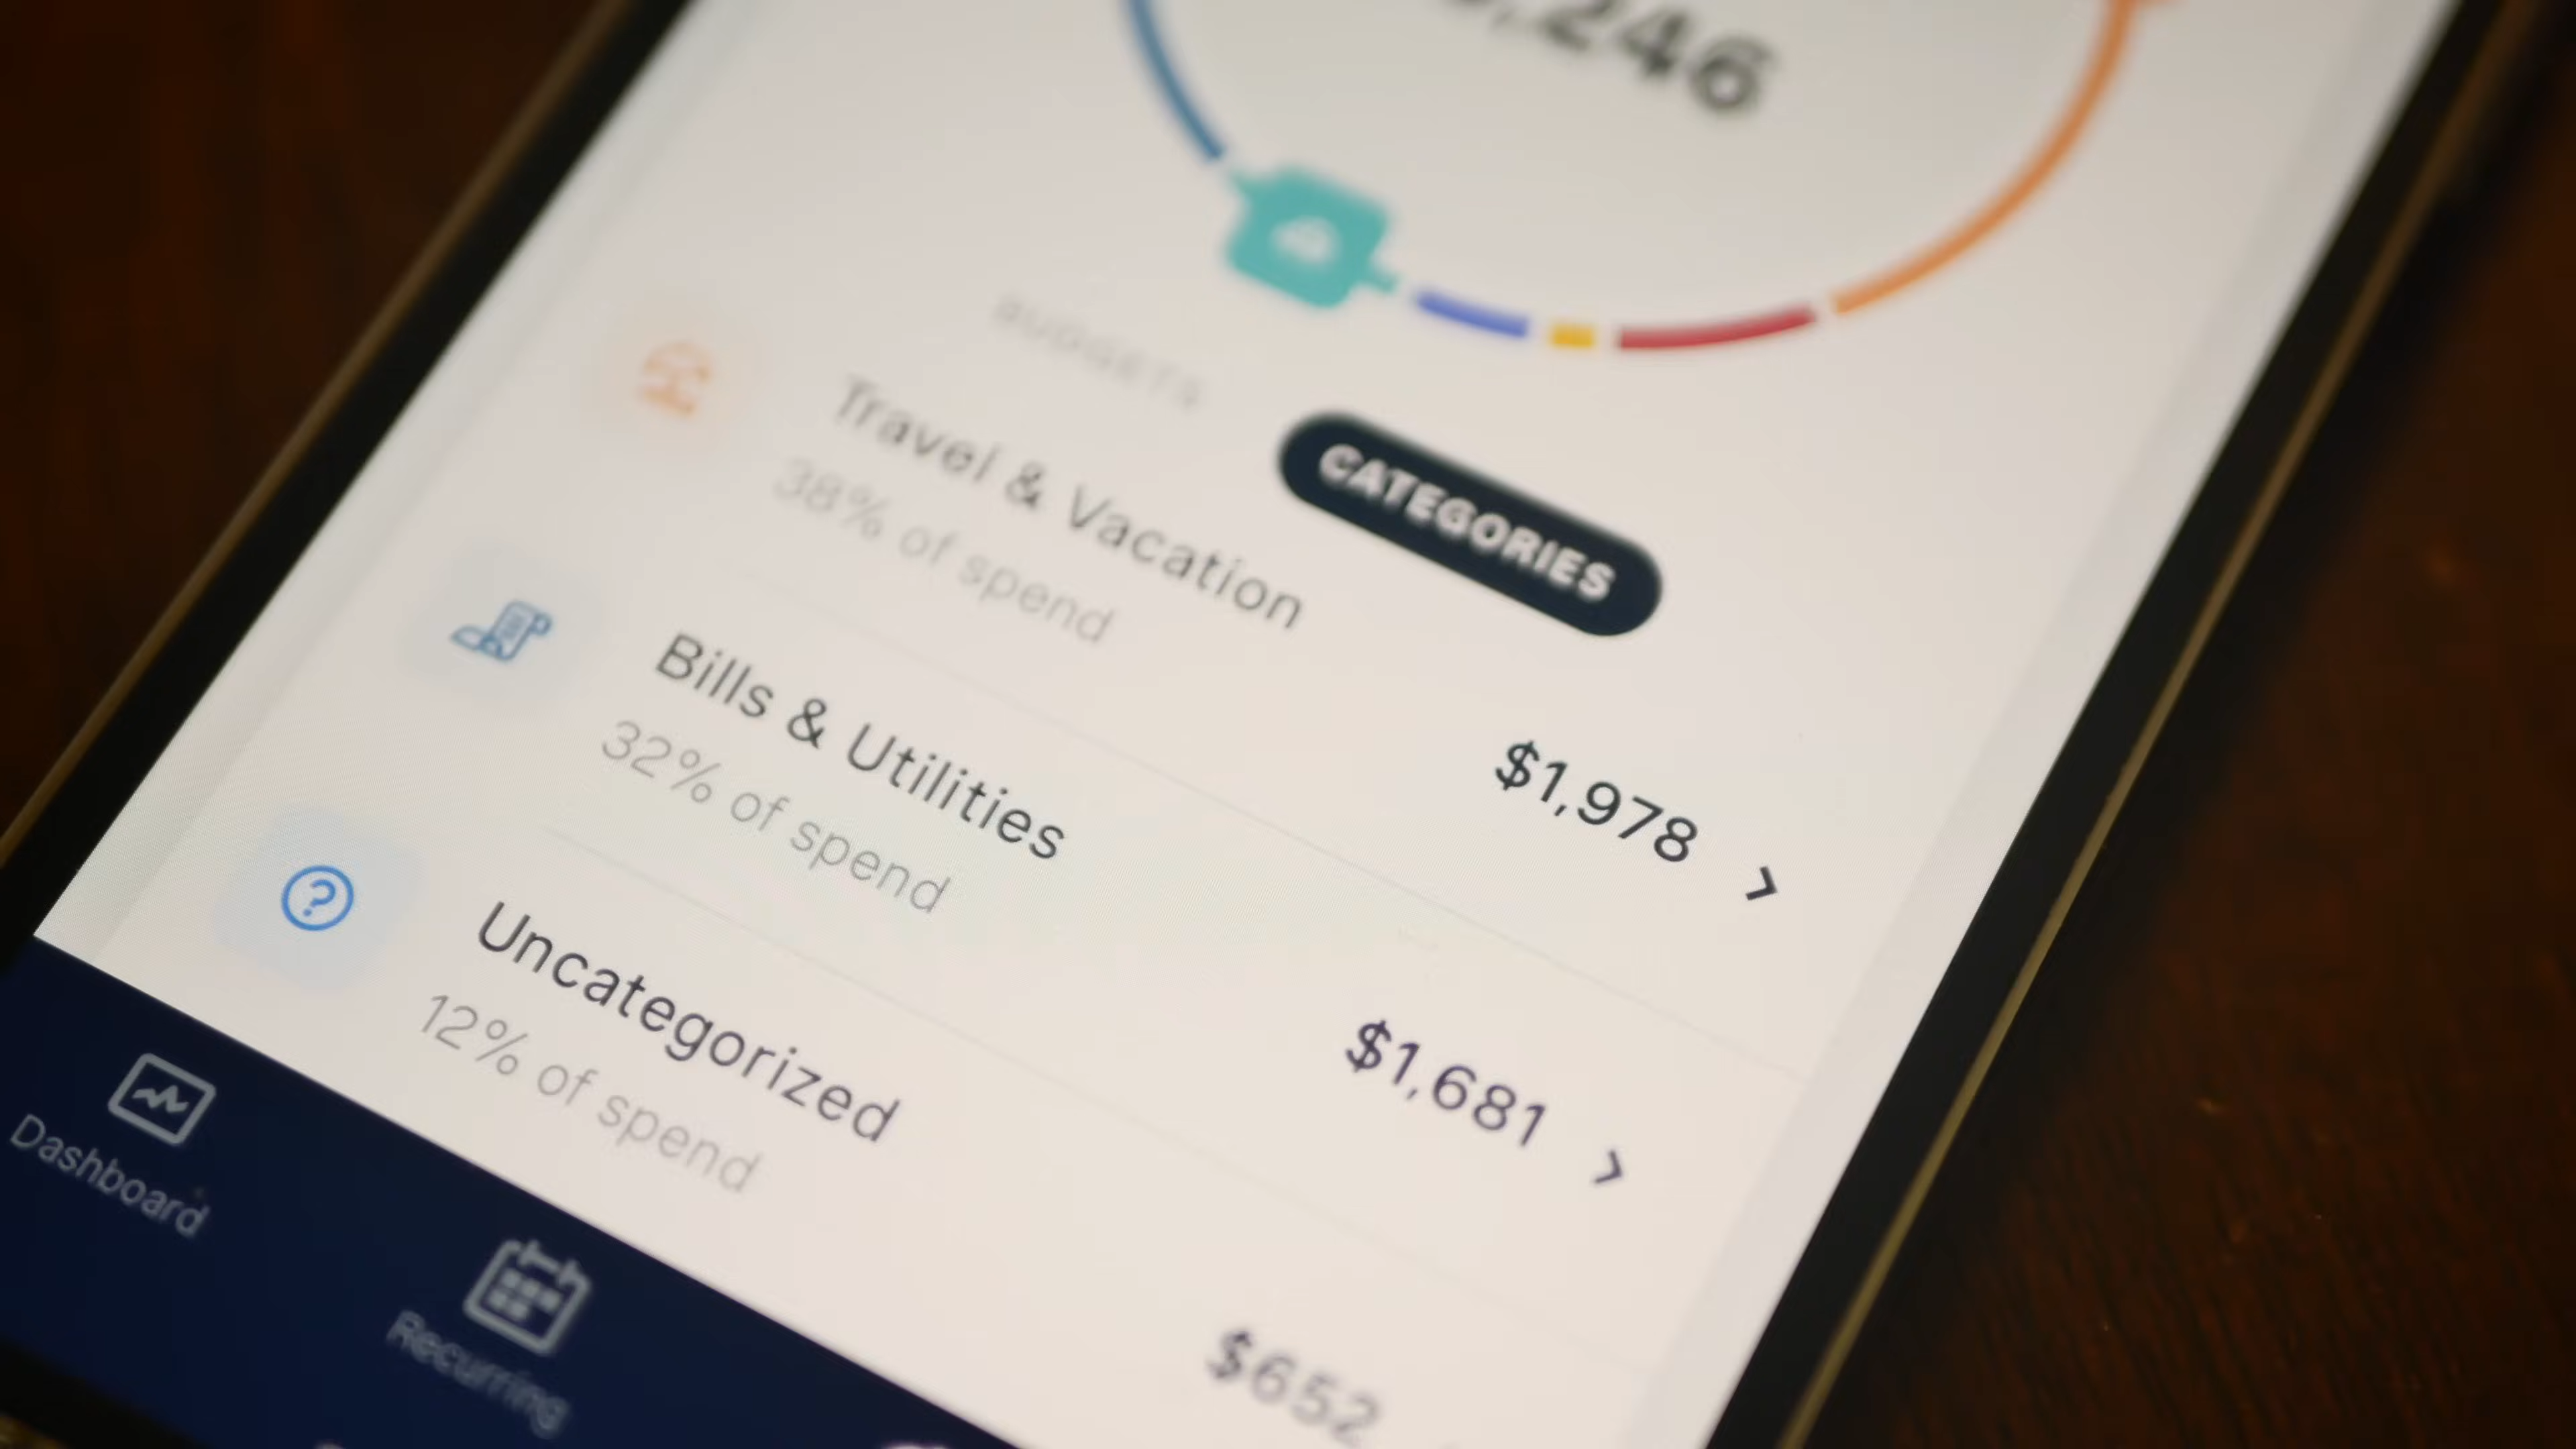 ,246
BUDGETS
CATEGORIES
Travel & Vacation
38% of spend
$1,978
Bills & Utilities
32% of spend
$1,681
Uncategorized
12% of spend
$652
Dashboard
Recurring